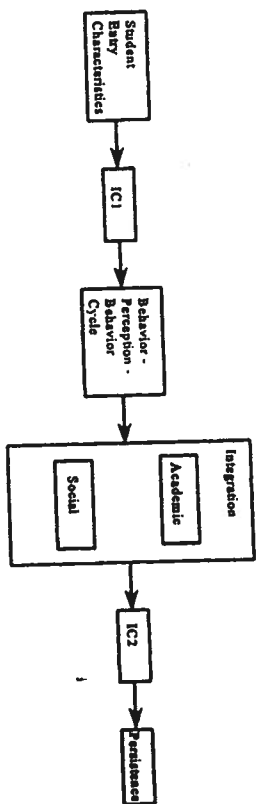 Student
Entry
Characteristics
IC1
Behavior -
Perception -
Behavior
Cycle
Integration
Academic
Social
IC2
Persistence